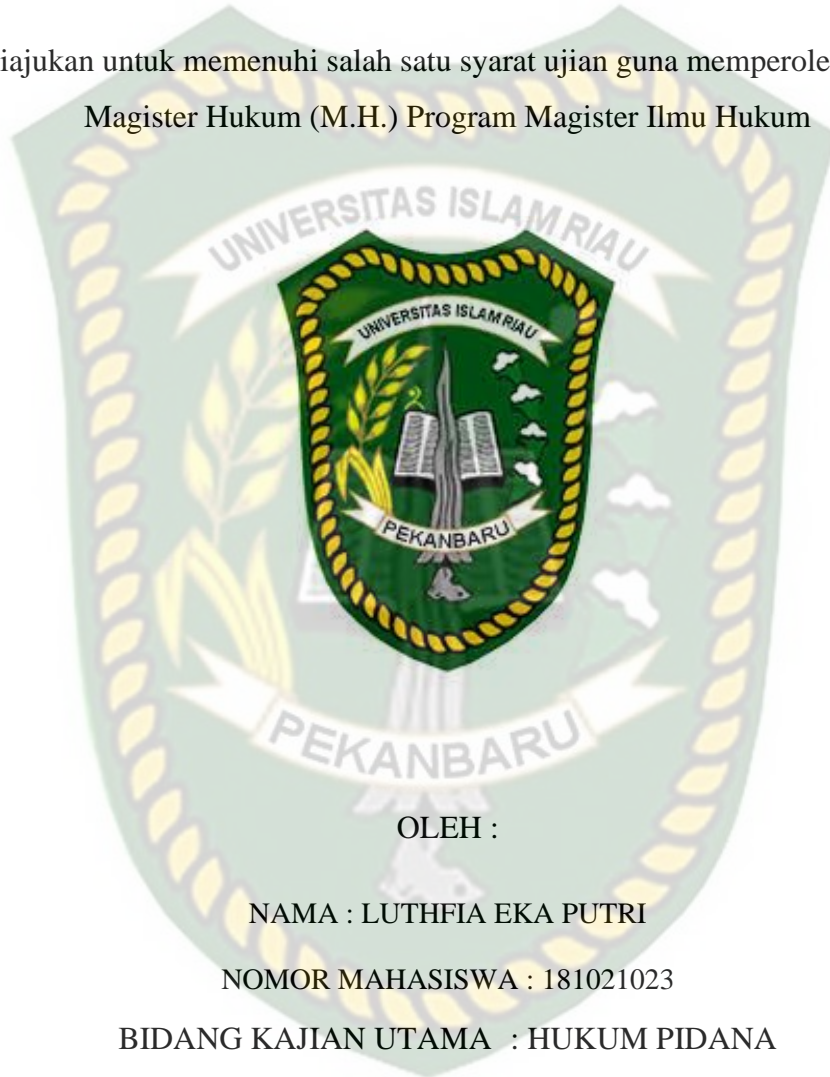 iajukan untuk memenuhi salah satu syarat ujian guna memperole
Magister Hukum (M.H.) Program Magister Ilmu Hukum
UNIVERSITAS ISLAM RIAU
UNIVERSITAS ISLAM RIAU
PEKANBARU
PEKANBARU
OLEH :
NAMA : LUTHFIA EKA PUTRI
NOMOR MAHASISWA : 181021023
BIDANG KAJIAN UTAMA : HUKUM PIDANA